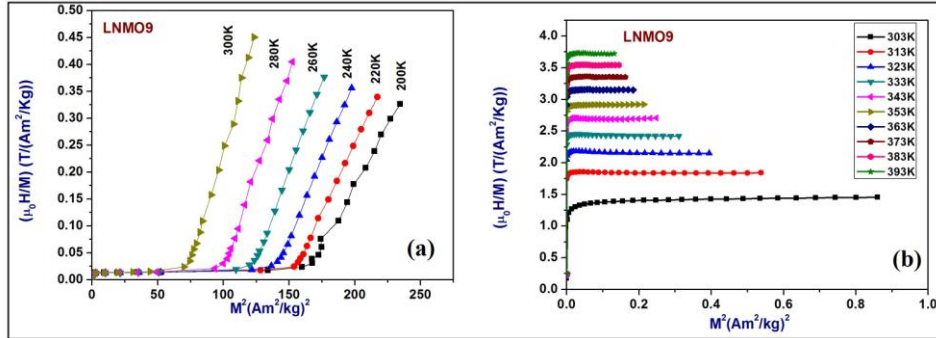 LNMO9
300K
280K
260K
240K
220K
200K
0.50
0.45
0.40
0.35
0.30
0.25
0.20
0.15
0.10
0.05
0.00
(μ₀H/M) (T/(Am²/Kg))
0
50
100
150
200
250
M²(Am²/kg)²
(a)
LNMO9
303K
313K
323K
333K
343K
353K
363K
373K
383K
393K
4.0
3.5
3.0
2.5
2.0
1.5
1.0
0.5
0.0
(μ₀H/M) (T/(Am²/Kg))
0.0
0.2
0.4
0.6
0.8
1.0
M²(Am²/kg)²
(b)